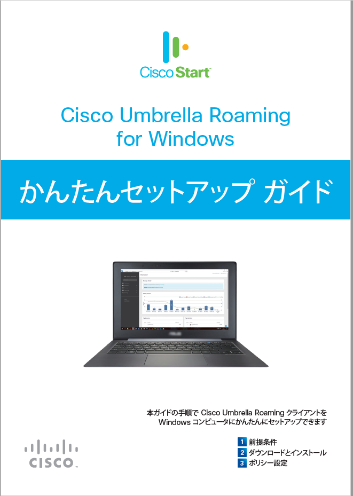 Cisco Start
Cisco Umbrella Roaming
for Windows
かんたんセットアップ ガイド
本ガイドの手順で Cisco Umbrella Roaming クライアントを
Windows コンピュータにかんたんにセットアップできます
1 前提条件
2 ダウンロードとインストール
3 ポリシー設定
CISCO.